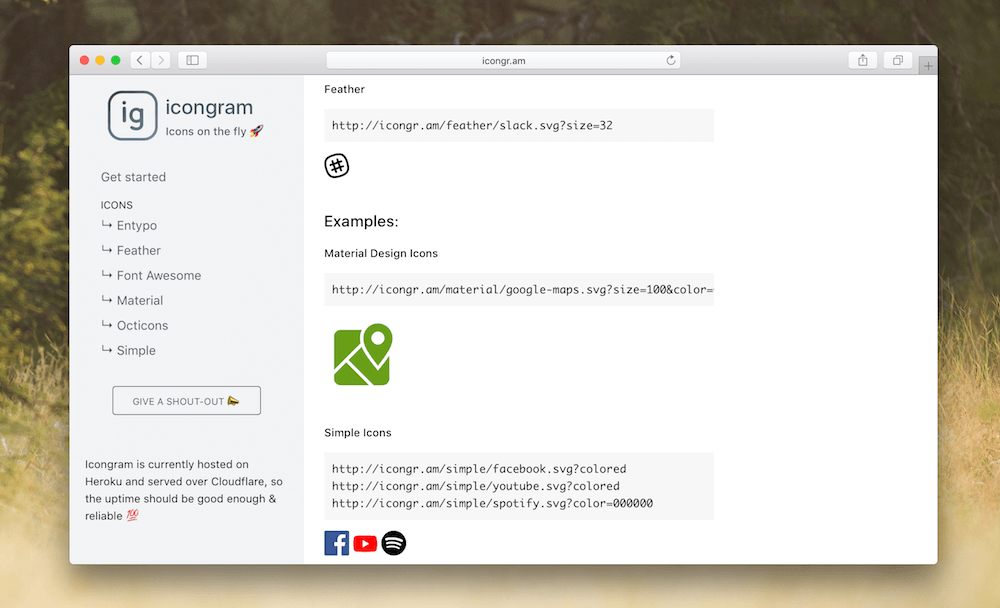 icongr.am
ig
icongram
Icons on the fly 🚀
Get started
ICONS
↳ Entypo
↳ Feather
↳ Font Awesome
↳ Material
↳ Octicons
↳ Simple
GIVE A SHOUT-OUT 📣
Icongram is currently hosted on
Heroku and served over Cloudflare, so
the uptime should be good enough &
reliable 💯
Feather
http://icongr.am/feather/slack.svg?size=32
Examples:
Material Design Icons
http://icongr.am/material/google-maps.svg?size=100&color=
Simple Icons
http://icongr.am/simple/facebook.svg?colored
http://icongr.am/simple/youtube.svg?colored
http://icongr.am/simple/spotify.svg?color=000000